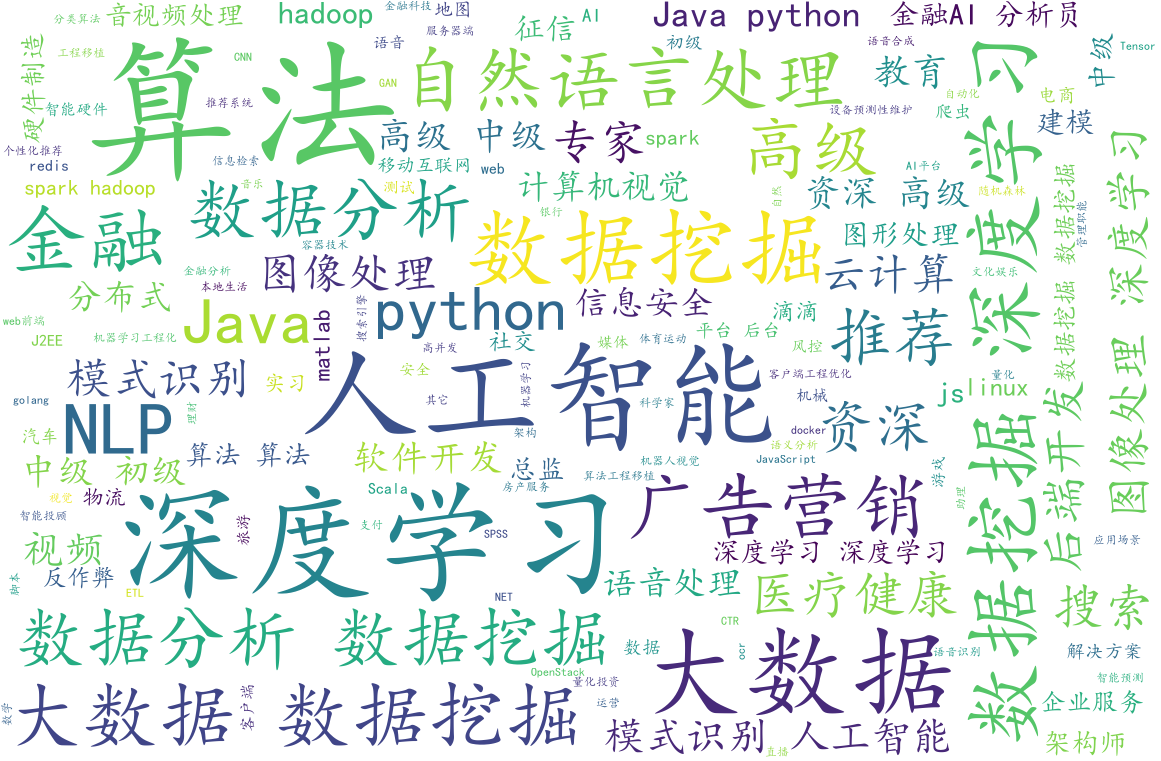 分类算法
音视频处理
hadoop
金融科技
地图
服务器端
语音
征信
AI
初级
Java python
金融AI 分析员
语音合成
中级
Tensor
硬件制造
工程移植
智能硬件
CNN
推荐系统
GAN
算法
自然语言处理
教育
学习
自动化
爬虫
设备预测性维护
电商
建模
个性化推荐
redis
信息检索
高级 中级
专家
spark
高级
移动互联网
web
AI平台
spark hadoop
音乐
测试
计算机视觉
资深 高级
随机森林
自然
银行
金融
数据分析
数据挖掘
图形处理
管理职能
数据挖掘 数据挖掘
深度学习
深度学习
容器技术
金融分析
本地生活
图像处理
云计算
文化娱乐
分布式
python
信息安全
滴滴
web前端
J2EE
机器学习工程化
Java
matlab
搜索引擎
高并发
社交
平台 后台
媒体
体育运动
风控
推荐
模式识别
实习
安全
机器学习
人工智能
客户端工程优化
量化
golang
理财
其它
科学家
机械
js
linux
图像处理
NLP
汽车
架构
docker
资深
语义分析
JavaScript
数据挖掘
后端开发
中级 初级
算法 算法
软件开发
总监
机器人视觉
房产服务
算法工程移植
游戏
助理
视觉
物流
智能投顾
Scala
旅游
深度学习
支付
SPSS
广告营销
应用场景
视频
反作弊
脚本
ETL
NET
深度学习 深度学习
语音处理
医疗健康
搜索
数据分析
数据挖掘
数据
CTR
ocr
大数据
语音识别
解决方案
OpenStack
量化投资
智能预测
数学
大数据
客户端
数据挖掘
运营
企业服务
模式识别
直播
人工智能
架构师